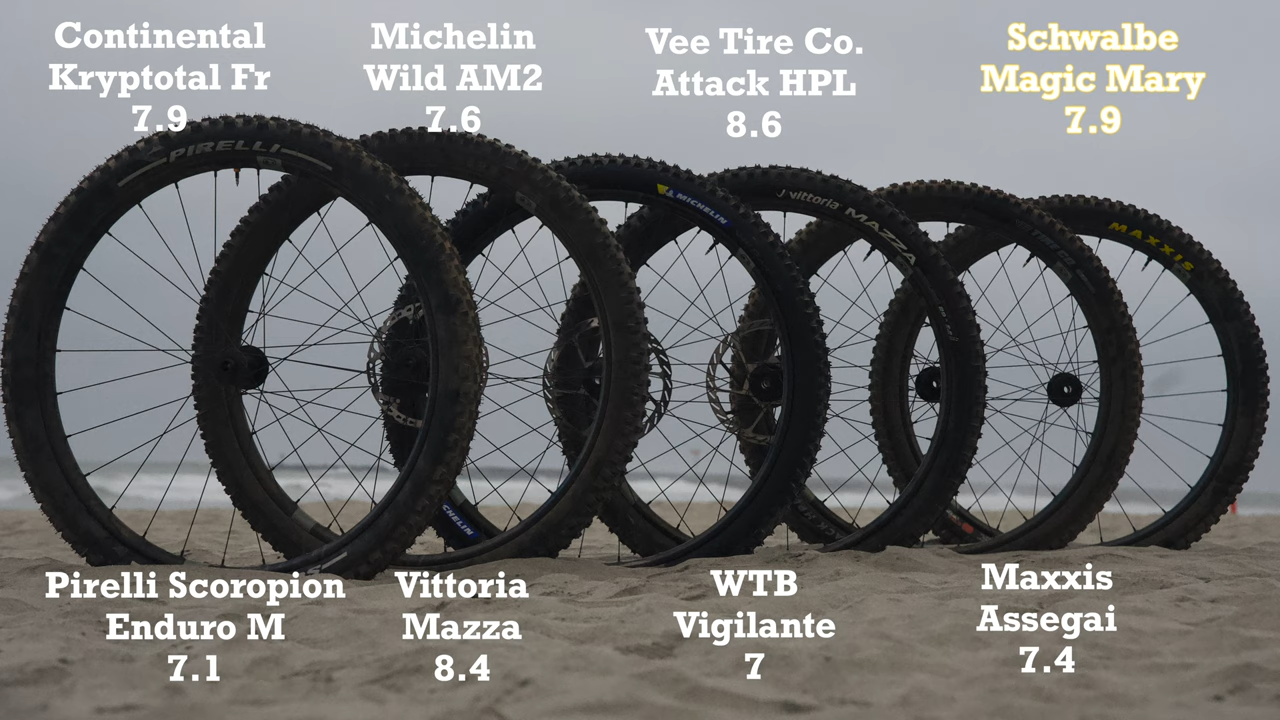 Continental
Kryptotal Fr
7.9
Michelin
Wild AM2
7.6
Vee Tire Co.
Attack HPL
8.6
Schwalbe
Magic Mary
7.9
PIRELLI
MICHELIN
vittoria MAZZA
MAXXIS
CHELIN
Pirelli Scoropion
Enduro M
7.1
Vittoria
Mazza
8.4
WTB
Vigilante
7
Maxxis
Assegai
7.4